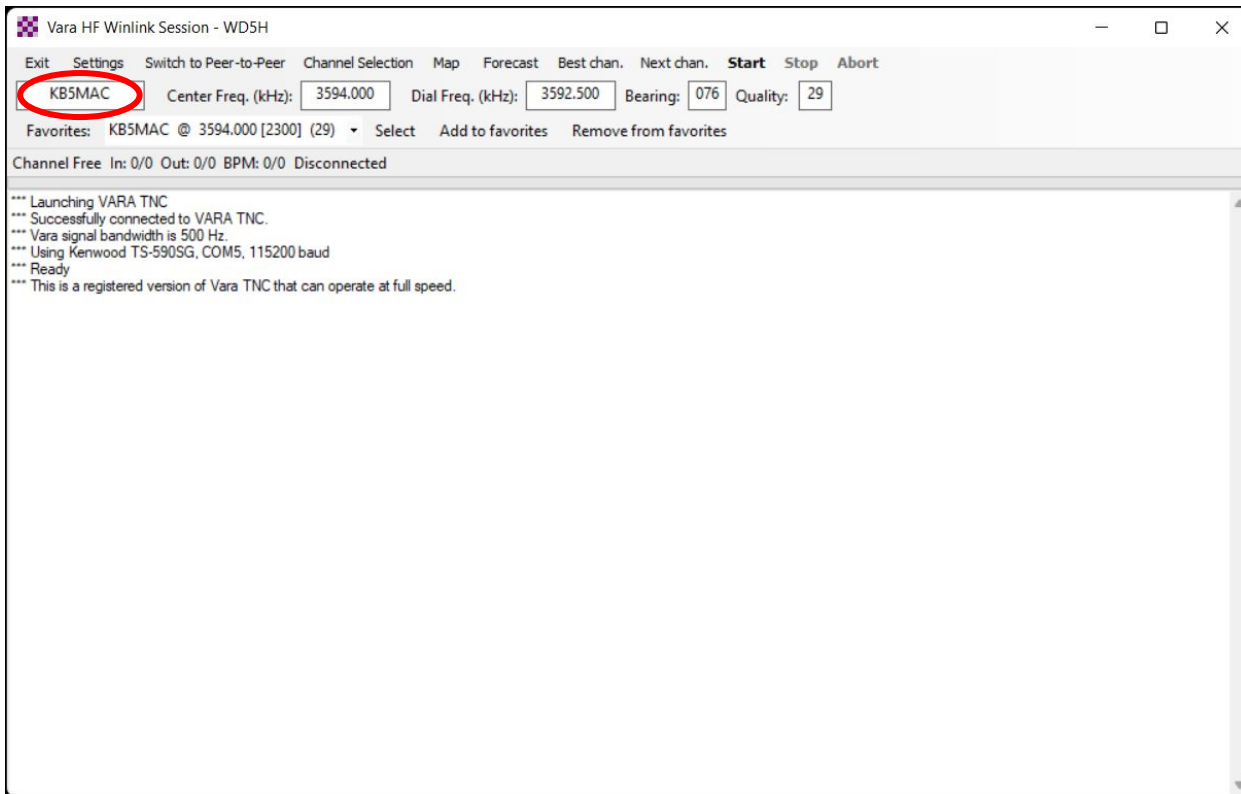 Vara HF Winlink Session - WD5H
Exit Settings Switch to Peer-to-Peer Channel Selection Map Forecast Best chan. Next chan. Start Stop Abort
KB5MAC Center Freq. (kHz): 3594.000 Dial Freq. (kHz): 3592.500 Bearing: 076 Quality: 29
Favorites: KB5MAC @ 3594.000 [2300] (29) Select Add to favorites Remove from favorites
Channel Free In: 0/0 Out: 0/0 BPM: 0/0 Disconnected
*** Launching VARA TNC
*** Successfully connected to VARA TNC.
*** Vara signal bandwidth is 500 Hz.
*** Using Kenwood TS-590SG, COM5, 115200 baud
*** Ready
*** This is a registered version of Vara TNC that can operate at full speed.